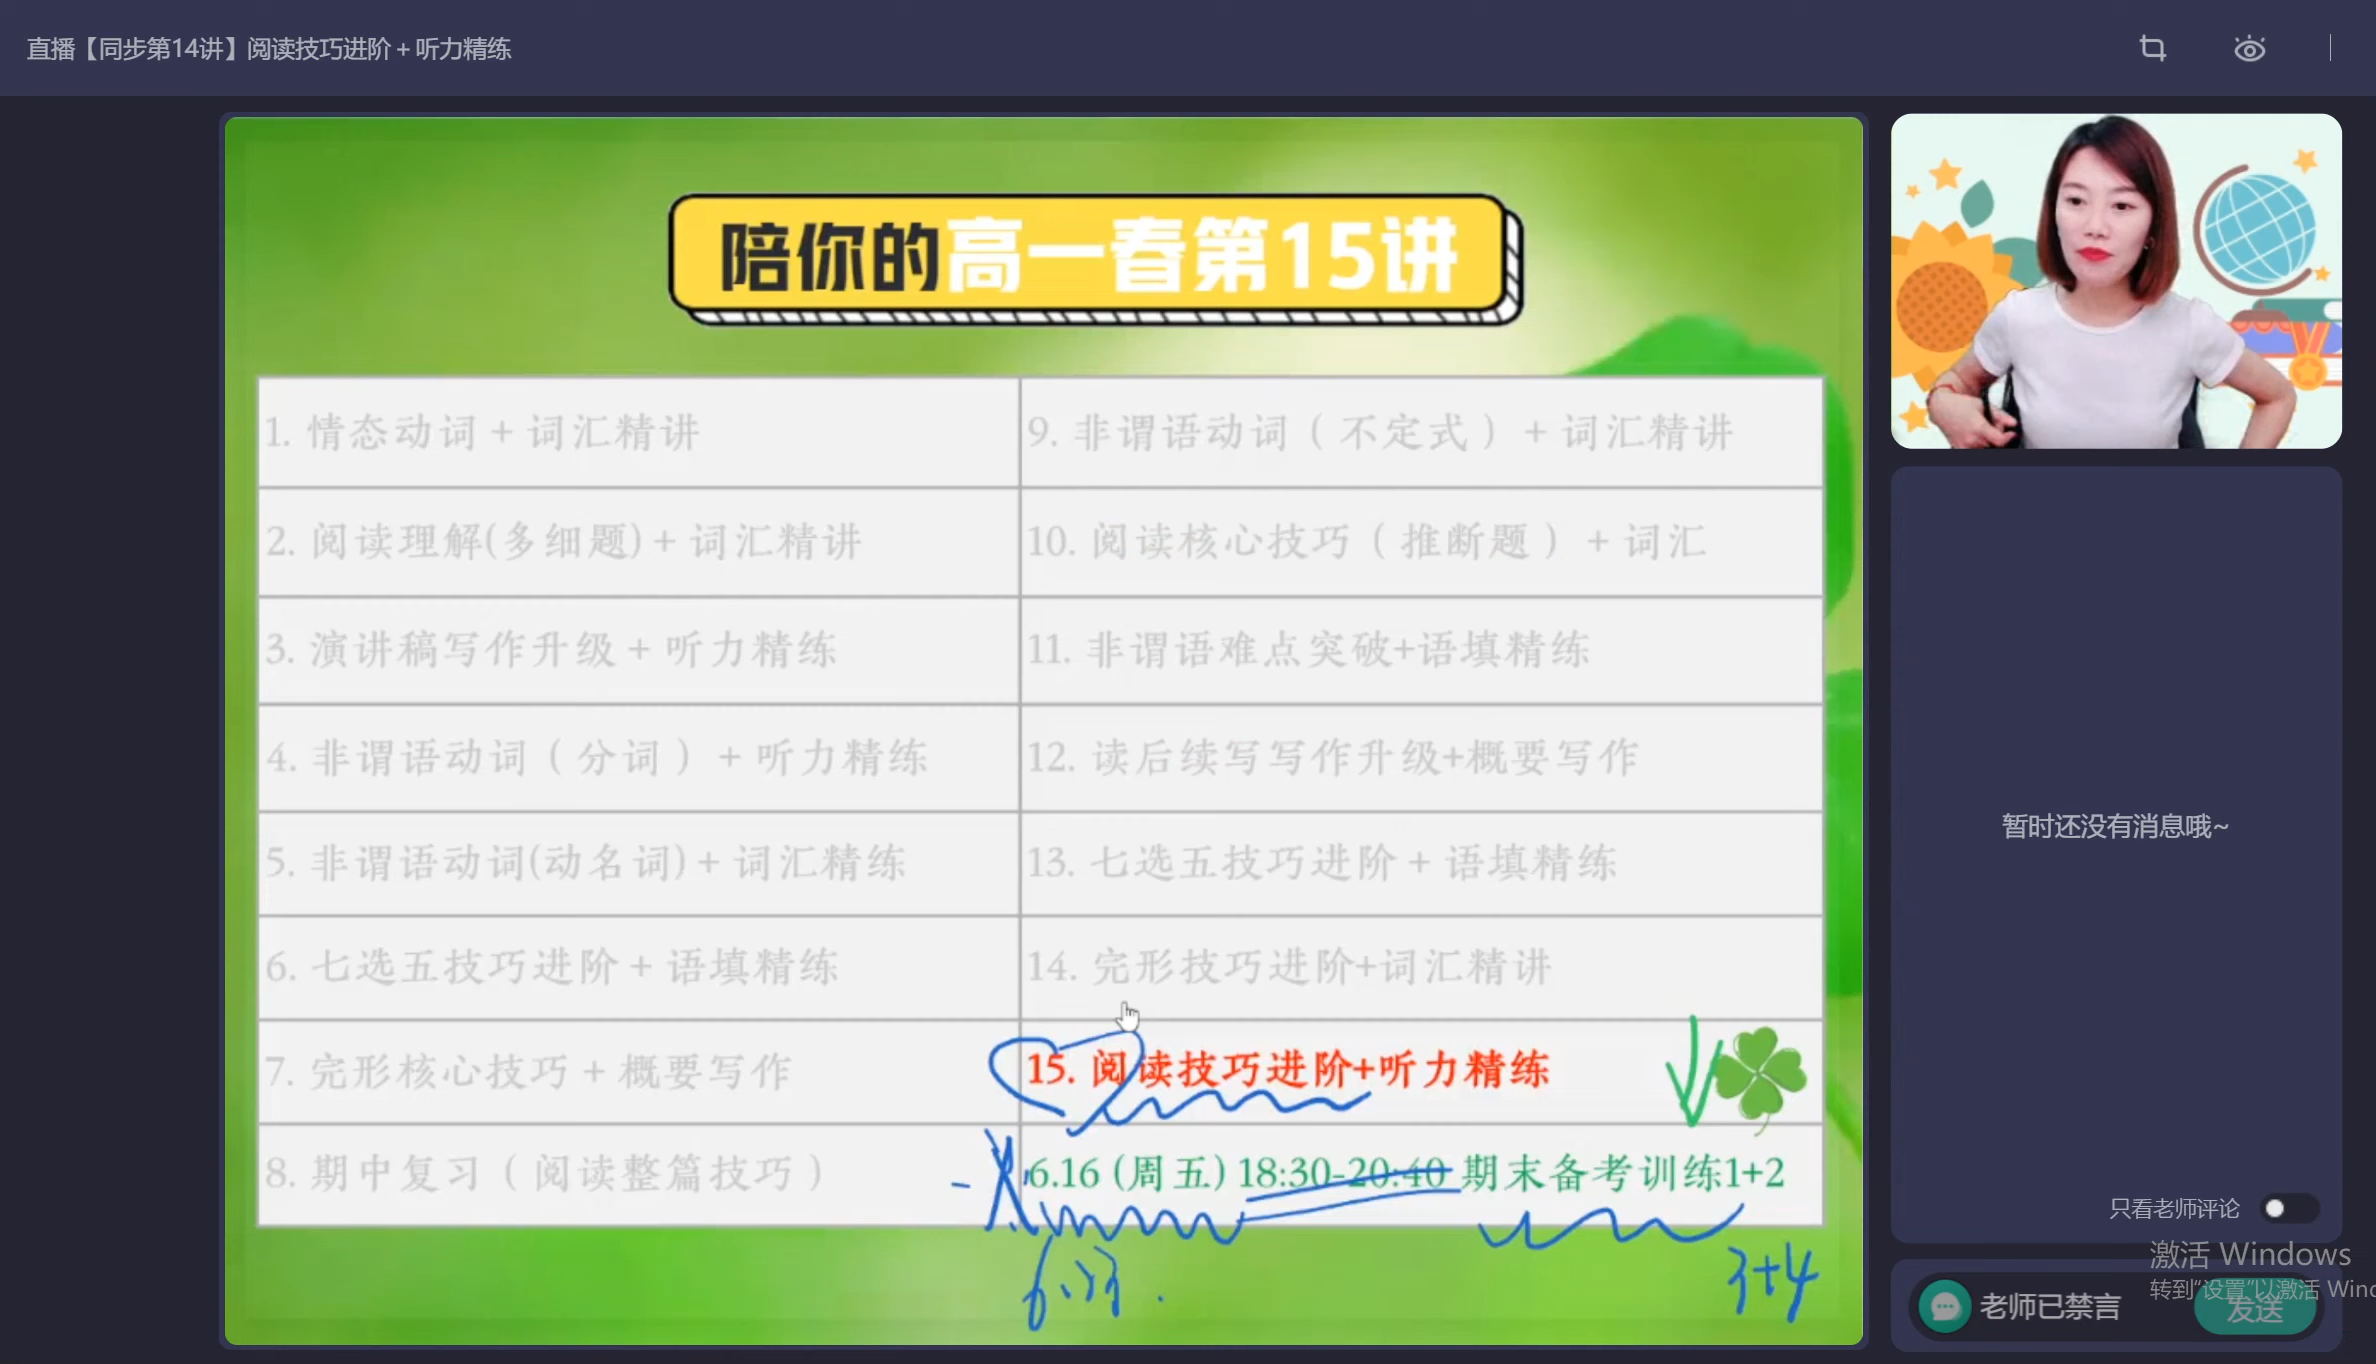 直播【同步第14讲】阅读技巧进阶+听力精练
陪你的高一春第15讲
1. 情态动词 + 词汇精讲
2. 阅读理解(多细题) + 词汇精讲
3. 演讲稿写作升级 + 听力精练
4. 非谓语动词（分词）+ 听力精练
5. 非谓语动词(动名词) + 词汇精练
6. 七选五技巧进阶 + 语填精练
7. 完形核心技巧 + 概要写作
8. 期中复习（阅读整篇技巧）
9. 非谓语动词（不定式）+ 词汇精讲
10. 阅读核心技巧（推断题）+ 词汇
11. 非谓语难点突破+语填精练
12. 读后续写写作升级+概要写作
13. 七选五技巧进阶 + 语填精练
14. 完形技巧进阶+词汇精讲
15. 阅读技巧进阶+听力精练
6.16 (周五) 18:30-20:40 期末备考训练1+2
3+4
暂时还没有消息哦~
只看老师评论
激活 Windows
转到“设置”以激活 Winc
老师已禁言
发送